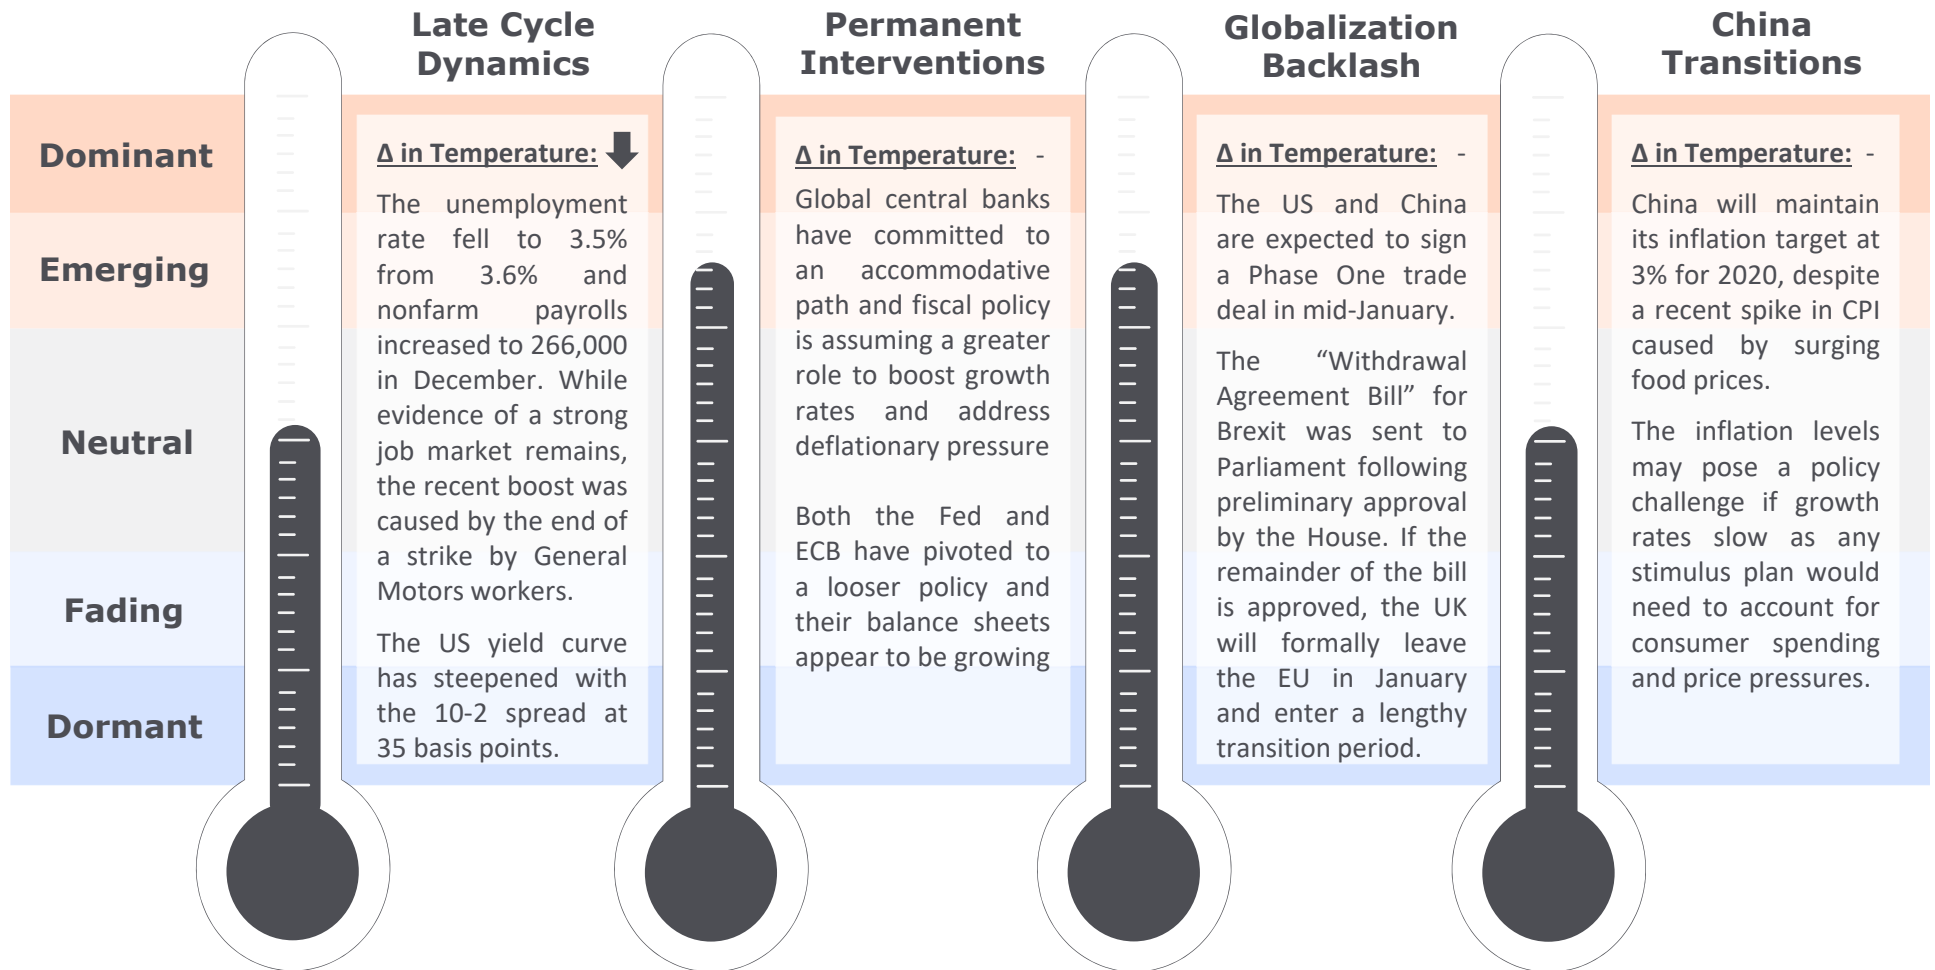 Late Cycle
Dynamics
Permanent
Interventions
Globalization
Backlash
China
Transitions
Dominant
Emerging
Neutral
Fading
Dormant
Δ in Temperature:
The unemployment
rate fell to 3.5%
from 3.6% and
nonfarm payrolls
increased to 266,000
in December. While
evidence of a strong
job market remains,
the recent boost was
caused by the end of
a strike by General
Motors workers.
The US yield curve
has steepened with
the 10-2 spread at
35 basis points.
Δ in Temperature: -
Global central banks
have committed to
an accommodative
path and fiscal policy
is assuming a greater
role to boost growth
rates and address
deflationary pressure
Both the Fed and
ECB have pivoted to
a looser policy and
their balance sheets
appear to be growing
Δ in Temperature: -
The US and China
are expected to sign
a Phase One trade
deal in mid-January.
The “Withdrawal
Agreement Bill” for
Brexit was sent to
Parliament following
preliminary approval
by the House. If the
remainder of the bill
is approved, the UK
will formally leave
the EU in January
and enter a lengthy
transition period.
Δ in Temperature: -
China will maintain
its inflation target at
3% for 2020, despite
a recent spike in CPI
caused by surging
food prices.
The inflation levels
may pose a policy
challenge if growth
rates slow as any
stimulus plan would
need to account for
consumer spending
and price pressures.